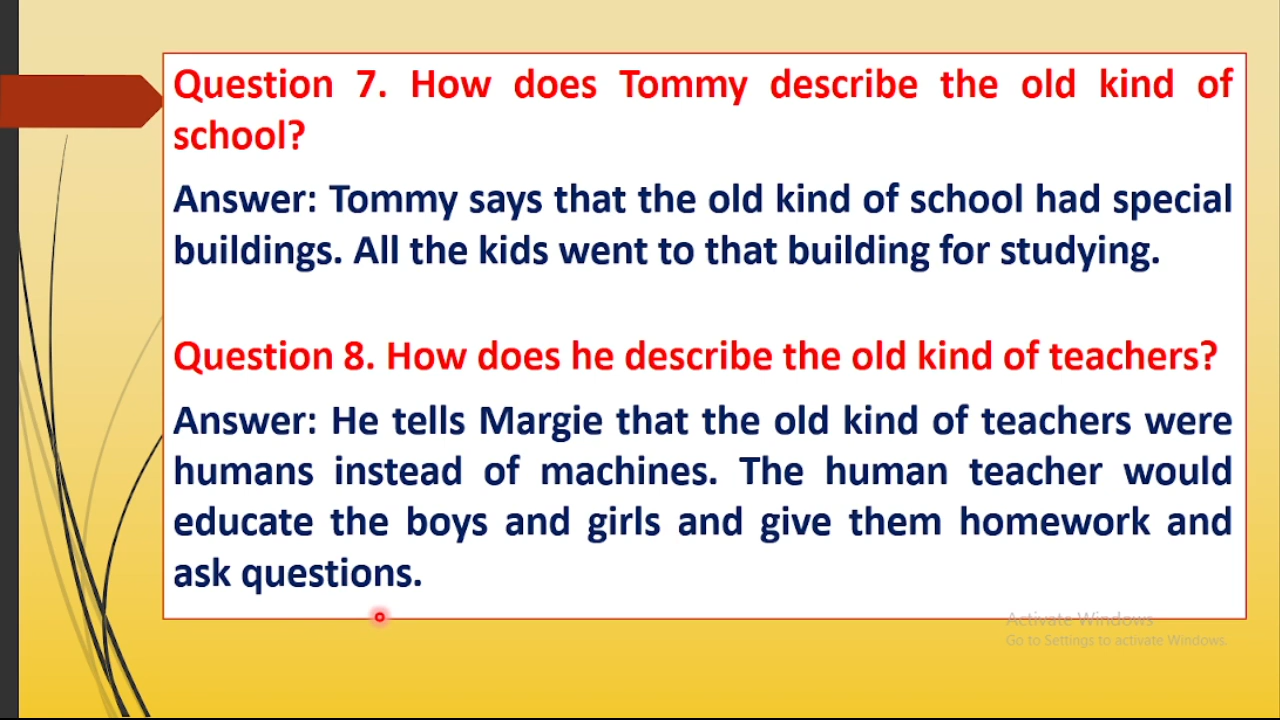 Question 7. How does Tommy describe the old kind of
school?
Answer: Tommy says that the old kind of school had special
buildings. All the kids went to that building for studying.
Question 8. How does he describe the old kind of teachers?
Answer: He tells Margie that the old kind of teachers were
humans instead of machines. The human teacher would
educate the boys and girls and give them homework and
ask questions.
Activate Windows
Go to Settings to activate Windows.